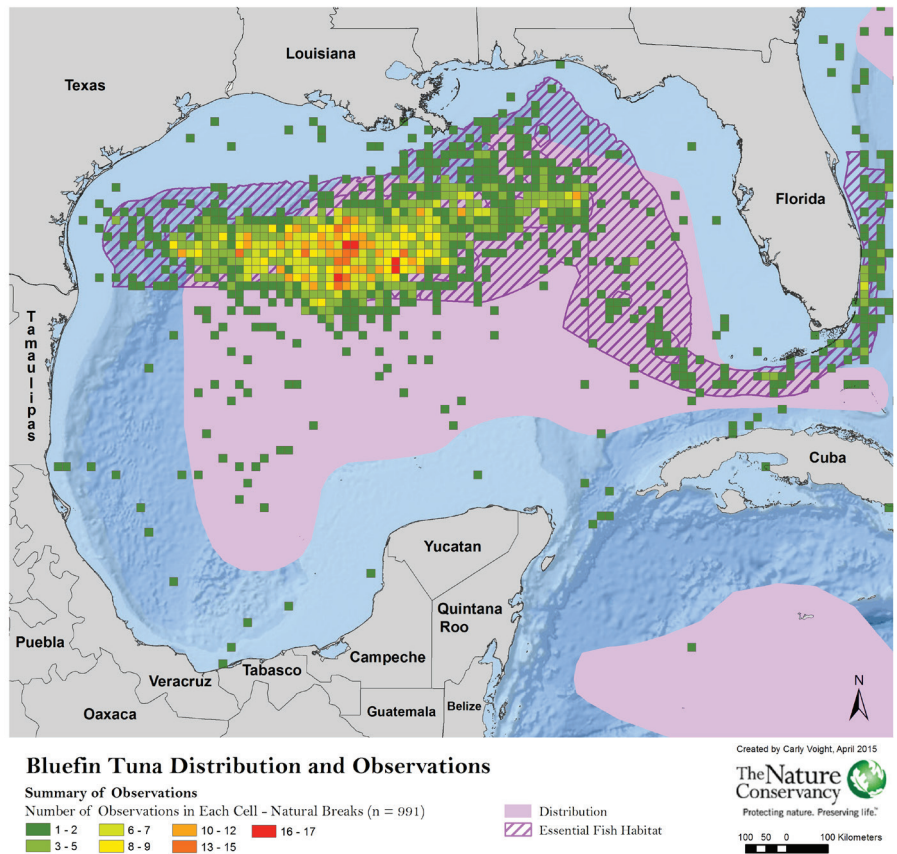 Louisiana
Texas
Florida
Tamaulipas
Cuba
Yucatan
Quintana
Roo
Puebla
Campeche
Tabasco
Veracruz
Belize
Guatemala
Oaxaca
N
Created by Carly Voight, April 2015
Bluefin Tuna Distribution and Observations
Summary of Observations
Number of Observations in Each Cell - Natural Breaks (n = 991)
1 - 2 6 - 7 10 - 12 16 - 17
3 - 5 8 - 9 13 - 15
Distribution
Essential Fish Habitat
The Nature
Conservancy
Protecting nature. Preserving life.™
100 50 0 100 Kilometers